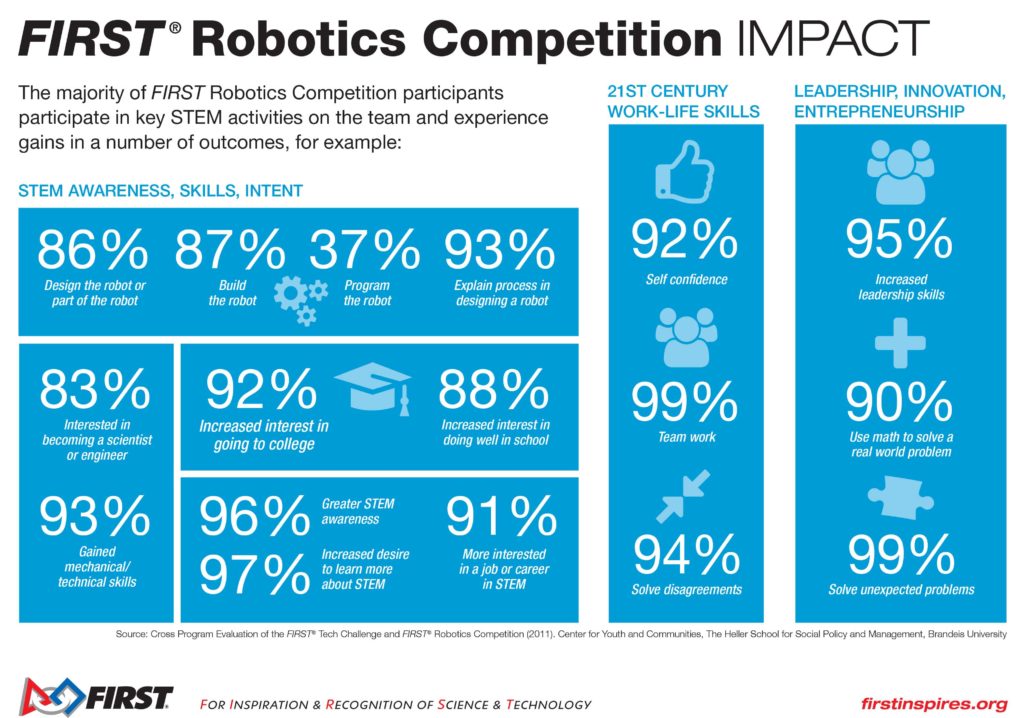 FIRST® Robotics Competition IMPACT
The majority of FIRST Robotics Competition participants
participate in key STEM activities on the team and experience
gains in a number of outcomes, for example:
STEM AWARENESS, SKILLS, INTENT
86%
Design the robot or
part of the robot
87%
Build
the robot
37%
Program
the robot
93%
Explain process in
designing a robot
83%
Interested in
becoming a scientist
or engineer
93%
Gained
mechanical/
technical skills
92%
Increased interest in
going to college
88%
Increased interest in
doing well in school
96%
Greater STEM
awareness
97%
Increased desire
to learn more
about STEM
91%
More interested
in a job or career
in STEM
21ST CENTURY
WORK-LIFE SKILLS
92%
Self confidence
99%
Team work
94%
Solve disagreements
LEADERSHIP, INNOVATION,
ENTREPRENEURSHIP
95%
Increased
leadership skills
90%
Use math to solve a
real world problem
99%
Solve unexpected problems
Source: Cross Program Evaluation of the FIRST® Tech Challenge and FIRST® Robotics Competition (2011). Center for Youth and Communities, The Heller School for Social Policy and Management, Brandeis University
FIRST
FOR INSPIRATION & RECOGNITION OF SCIENCE & TECHNOLOGY
firstinspires.org